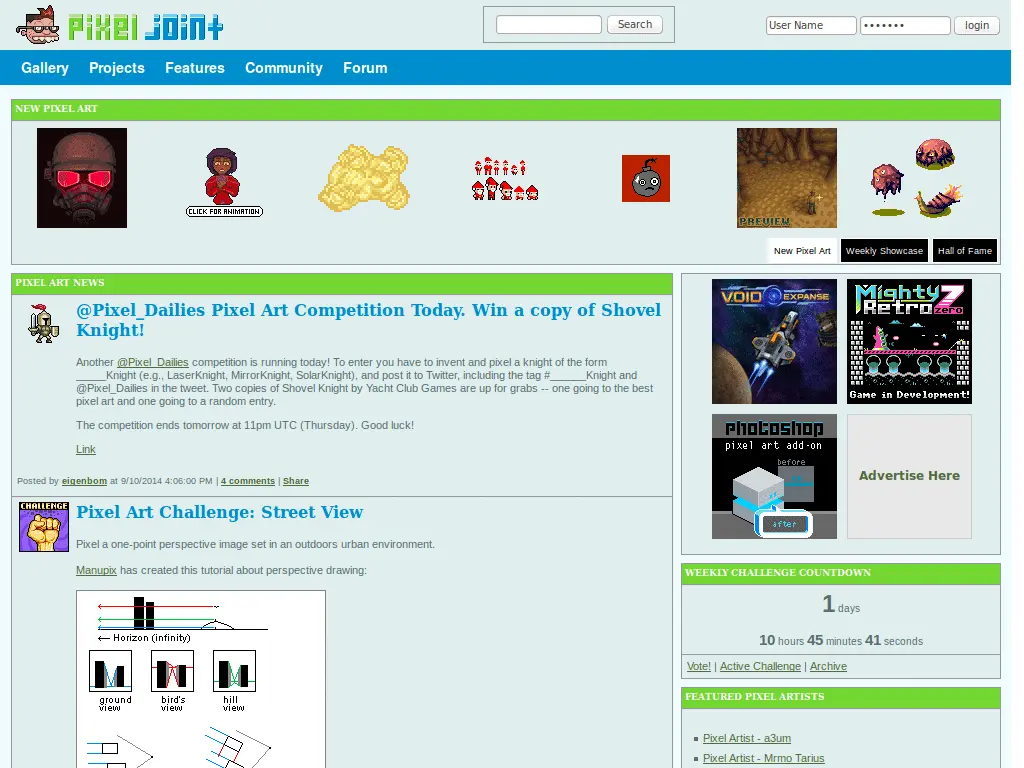 pixel joint
Search
User Name
•••••••
login
Gallery Projects Features Community Forum
NEW PIXEL ART
CLICK FOR ANIMATION
PREVIEW
New Pixel Art Weekly Showcase Hall of Fame
PIXEL ART NEWS
@Pixel_Dailies Pixel Art Competition Today. Win a copy of Shovel
Knight!
Another @Pixel_Dailies competition is running today! To enter you have to invent and pixel a knight of the form
_____Knight (e.g., LaserKnight, MirrorKnight, SolarKnight), and post it to Twitter, including the tag #______Knight and
@Pixel_Dailies in the tweet. Two copies of Shovel Knight by Yacht Club Games are up for grabs -- one going to the best
pixel art and one going to a random entry.
The competition ends tomorrow at 11pm UTC (Thursday). Good luck!
Link
Posted by eigenbom at 9/10/2014 4:06:00 PM | 4 comments | Share
CHALLENGE
Pixel Art Challenge: Street View
Pixel a one-point perspective image set in an outdoors urban environment.
Manupix has created this tutorial about perspective drawing:
Horizon (infinity)
ground
view
bird's
view
hill
view
VOID EXPANSE
Mighty
Retro
Zero
Game in Development!
photoshop
pixel art add-on
before
after
Advertise Here
WEEKLY CHALLENGE COUNTDOWN
1 days
10 hours 45 minutes 41 seconds
Vote! | Active Challenge | Archive
FEATURED PIXEL ARTISTS
Pixel Artist - a3um
Pixel Artist - Mrmo Tarius